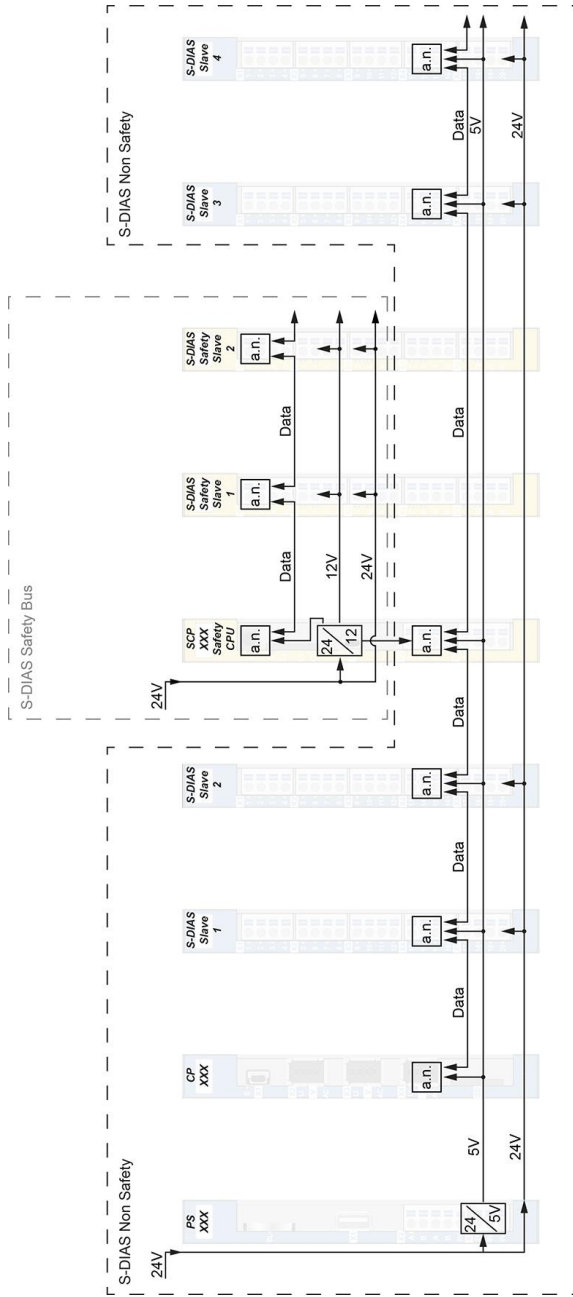 S-DIAS Non Safety
24V
PS
XXX
24
5V
5V
24V
CP
XXX
a.n.
Data
S-DIAS
Slave
1
a.n.
Data
S-DIAS
Slave
2
a.n.
Data
S-DIAS Safety Bus
24V
SCP
XXX
Safety
CPU
a.n.
24
12
a.n.
Data
12V
24V
S-DIAS
Safety
Slave
1
a.n.
Data
S-DIAS
Safety
Slave
2
a.n.
Data
S-DIAS Non Safety
S-DIAS
Slave
3
a.n.
Data
5V
24V
S-DIAS
Slave
4
a.n.